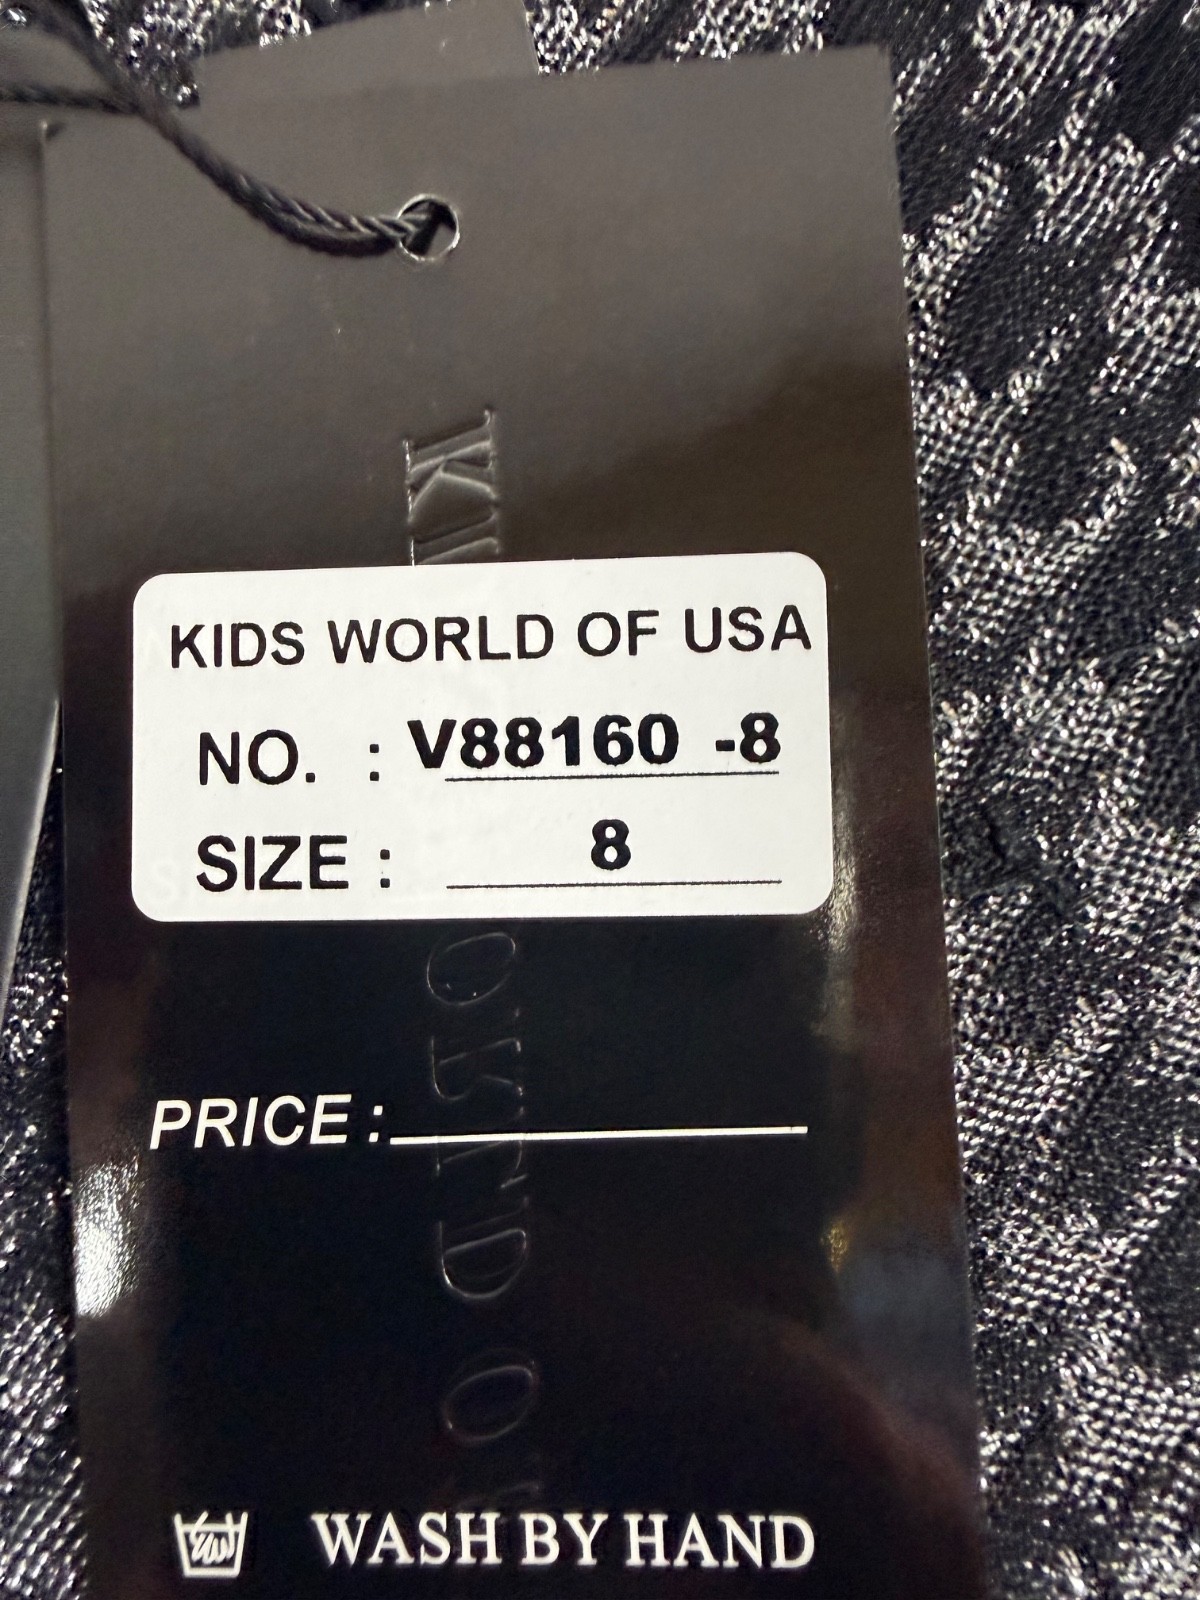 KIDS WORLD OF USA
NO. : V88160 -8
SIZE : 8
PRICE :
WASH BY HAND